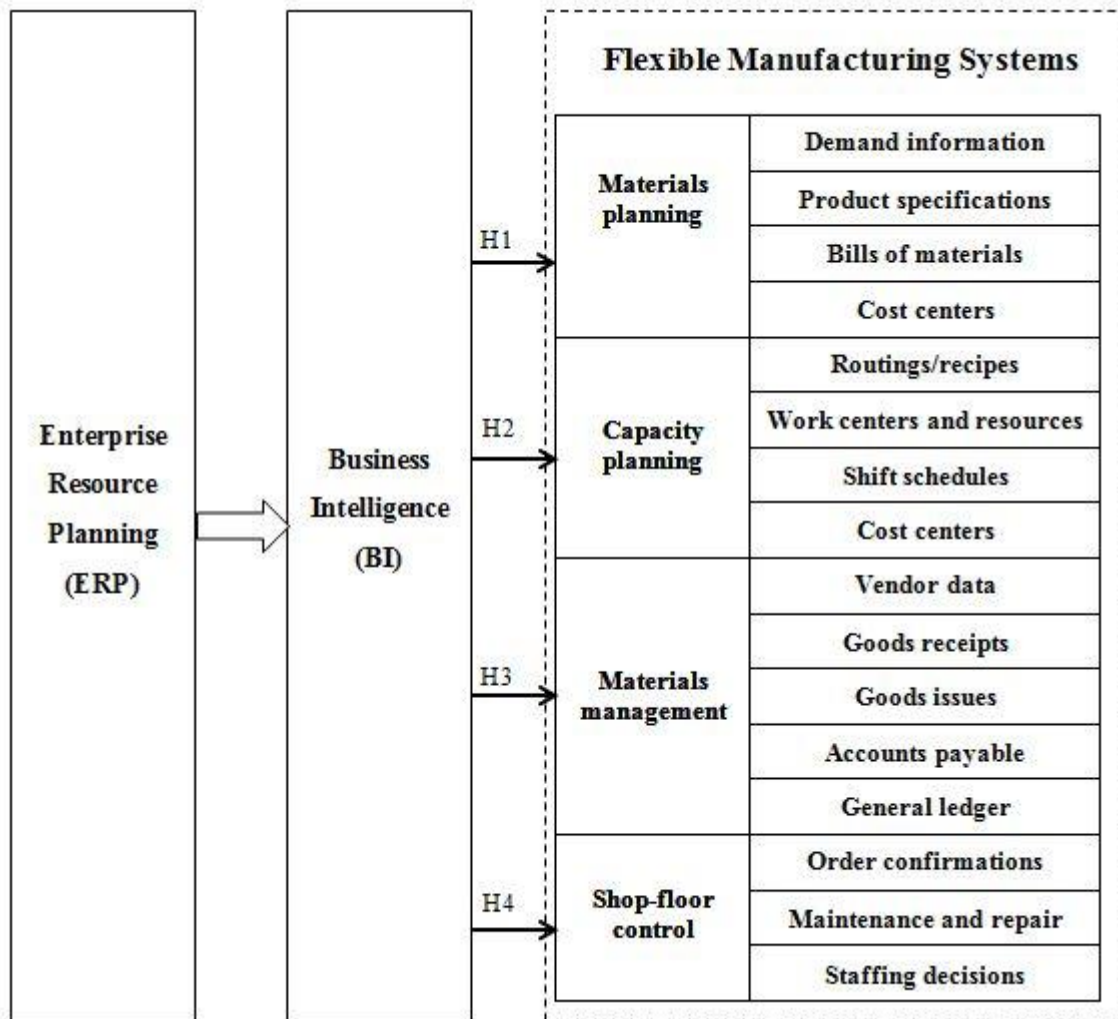 Enterprise
Resource
Planning
(ERP)
Business
Intelligence
(BI)
H1
H2
H3
H4
Flexible Manufacturing Systems
Materials
planning
Demand information
Product specifications
Bills of materials
Cost centers
Capacity
planning
Routings/recipes
Work centers and resources
Shift schedules
Cost centers
Materials
management
Vendor data
Goods receipts
Goods issues
Accounts payable
General ledger
Shop-floor
control
Order confirmations
Maintenance and repair
Staffing decisions